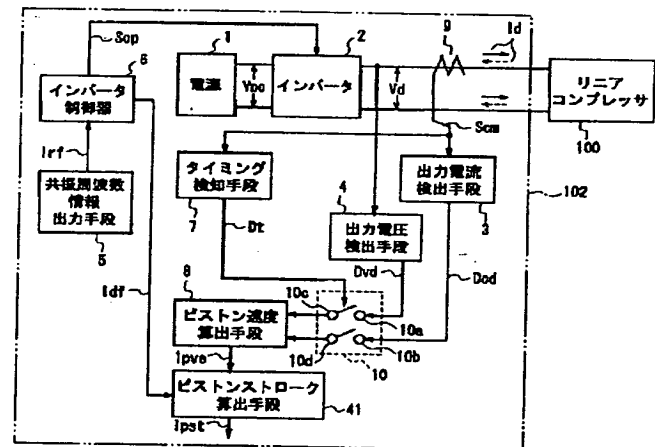 Sop
6
インバータ
制御器
1
電源
Vdc
2
インバータ
9
Id
Vd
リニア
コンプレッサ
100
Scm
Irf
共振周波数
情報
出力手段
5
タイミング
検知手段
7
4
出力電圧
検出手段
出力電流
検出手段
3
102
Dt
Dvd
Dod
Idf
8
ピストン速度
算出手段
10c
10a
10d
10b
10
Ipve
ピストンストローク
算出手段
41
Ipst